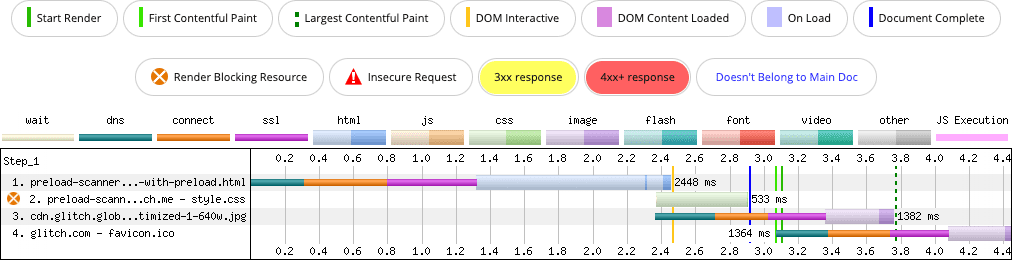 Start Render First Contentful Paint Largest Contentful Paint DOM Interactive DOM Content Loaded On Load Document Complete
Render Blocking Resource Insecure Request 3xx response 4xx+ response Doesn't Belong to Main Doc
wait dns connect ssl html js css image flash font video other JS Execution
Step_1 0.2 0.4 0.6 0.8 1.0 1.2 1.4 1.6 1.8 2.0 2.2 2.4 2.6 2.8 3.0 3.2 3.4 3.6 3.8 4.0 4.2 4.4
1. preload-scanner...-with-preload.html 2448 ms
2. preload-scann...ch.me - style.css 533 ms
3. cdn.glitch.glob...timized-1-640w.jpg 1382 ms
4. glitch.com - favicon.ico 1364 ms
0.2 0.4 0.6 0.8 1.0 1.2 1.4 1.6 1.8 2.0 2.2 2.4 2.6 2.8 3.0 3.2 3.4 3.6 3.8 4.0 4.2 4.4